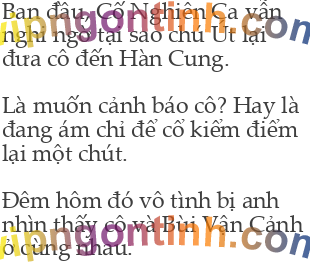 Ban đầu, Cố Nghiên Ca vẫn
nghi ngờ tại sao chú Út lại
đưa cô đến Hàn Cung.
Là muốn cảnh báo cô? Hay là
đang ám chỉ để cổ kiểm điểm
lại một chút.
Đêm hôm đó vô tình bị anh
nhìn thấy cô và Bùi Vận Cảnh
ở cùng nhau.